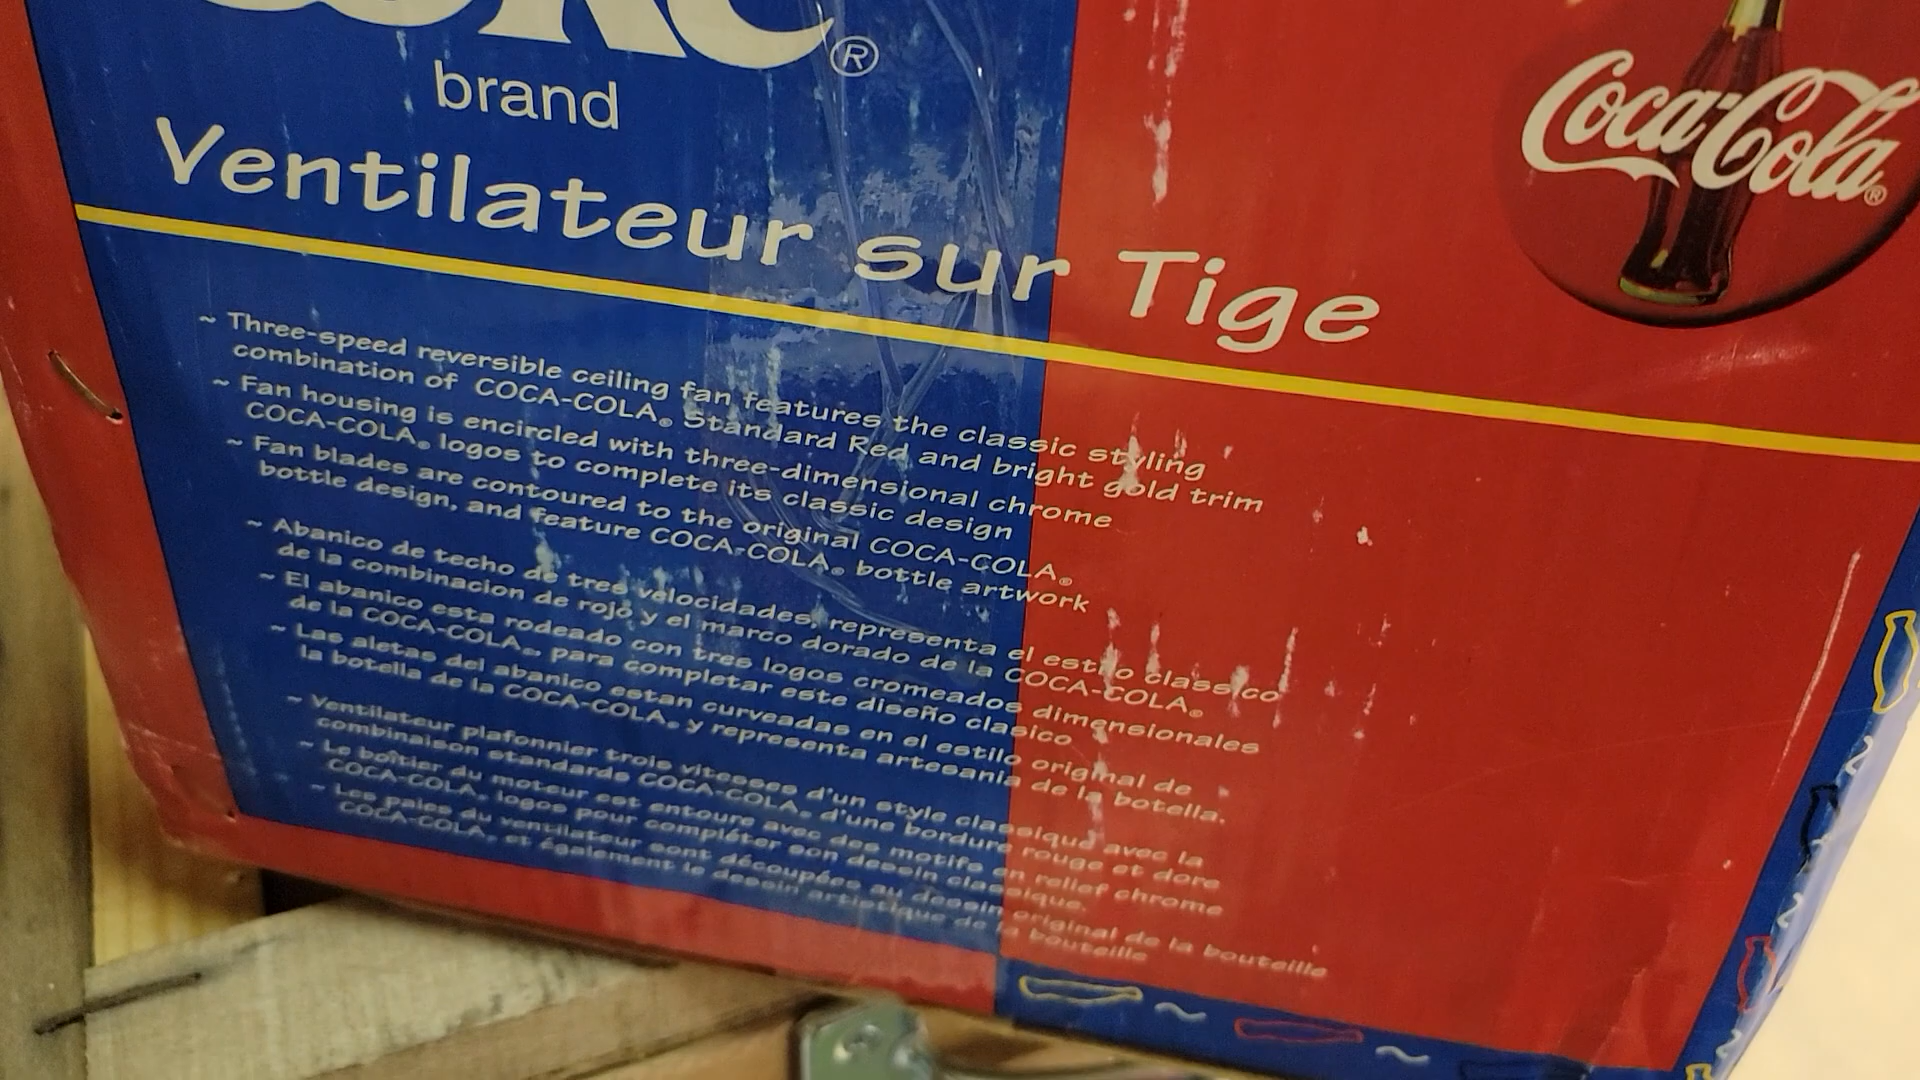 Coke®
brand
Ventilateur sur Tige
Coca-Cola®
~ Three-speed reversible ceiling fan features the classic styling
combination of COCA-COLA® Standard Red and bright gold trim
~ Fan housing is encircled with three-dimensional chrome
COCA-COLA® logos to complete its classic design
~ Fan blades are contoured to the original COCA-COLA®
bottle design, and feature COCA-COLA® bottle artwork
~ Abanico de techo de tres velocidades, representa el estilo classico
de la combinacion de rojo y el marco dorado de la COCA-COLA®
~ El abanico esta rodeado con tres logos cromeados dimensionales
de la COCA-COLA® para completar este diseño clasico
~ Las aletas del abanico estan curveadas en el estilo original de
la botella de la COCA-COLA® y representa artesania de la botella.
~ Ventilateur plafonnier trois vitesses d'un style classique avec la
combinaison standards COCA-COLA® d'une bordure rouge et dore
~ Le boîtier du moteur est entoure avec des motifs en relief chrome
COCA-COLA® logos pour compléter son dessin classique.
~ Les pales du ventilateur sont découpées au dessin original de la bouteille
COCA-COLA, et également le dessin artistique de la bouteille